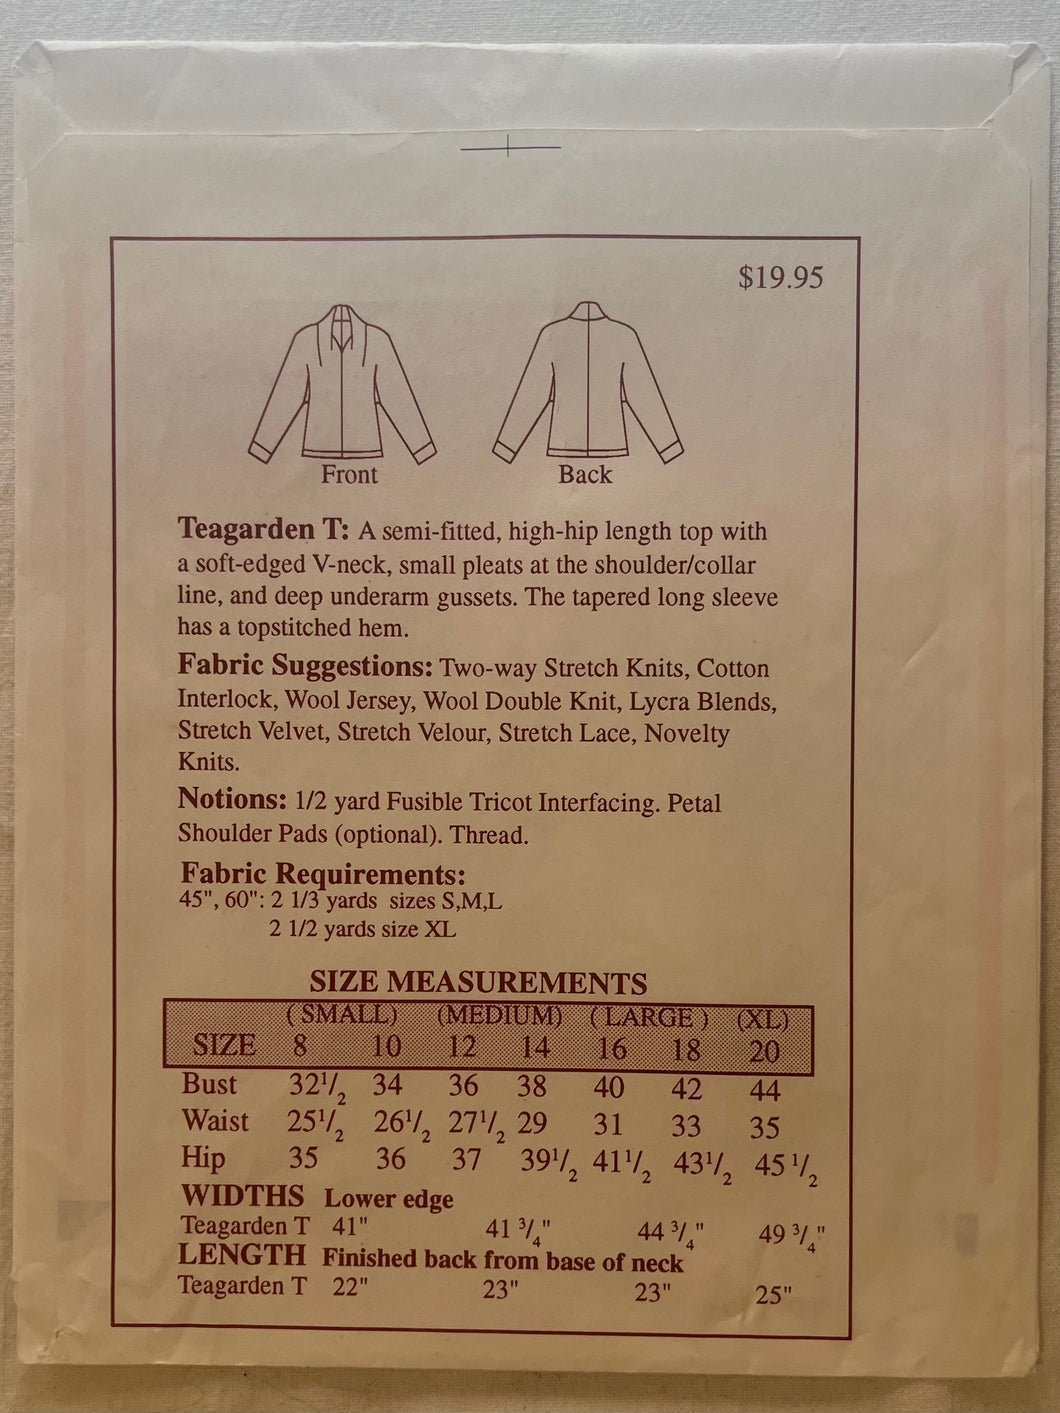 $19.95
Front Back
Teagarden T: A semi-fitted, high-hip length top with
a soft-edged V-neck, small pleats at the shoulder/collar
line, and deep underarm gussets. The tapered long sleeve
has a topstitched hem.
Fabric Suggestions: Two-way Stretch Knits, Cotton
Interlock, Wool Jersey, Wool Double Knit, Lycra Blends,
Stretch Velvet, Stretch Velour, Stretch Lace, Novelty
Knits.
Notions: 1/2 yard Fusible Tricot Interfacing. Petal
Shoulder Pads (optional). Thread.
Fabric Requirements:
45", 60": 2 1/3 yards sizes S,M,L
2 1/2 yards size XL
SIZE MEASUREMENTS
( SMALL) (MEDIUM) ( LARGE ) (XL)
SIZE 8 10 12 14 16 18 20
Bust 32 1/2 34 36 38 40 42 44
Waist 25 1/2 26 1/2 27 1/2 29 31 33 35
Hip 35 36 37 39 1/2 41 1/2 43 1/2 45 1/2
WIDTHS Lower edge
Teagarden T 41" 41 3/4" 44 3/4" 49 3/4"
LENGTH Finished back from base of neck
Teagarden T 22" 23" 23" 25"